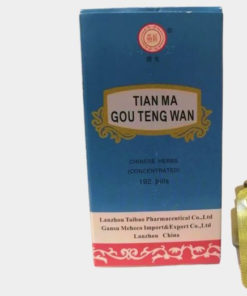 TIAN MA
GOU TENG WAN
CHINESE HERBS
(CONCENTRATED)
192 pills
Lanzhou Taibao Pharmaceutical Co.,Ltd
Gansu Meheco Import&Export Co.,Ltd
Lanzhou China